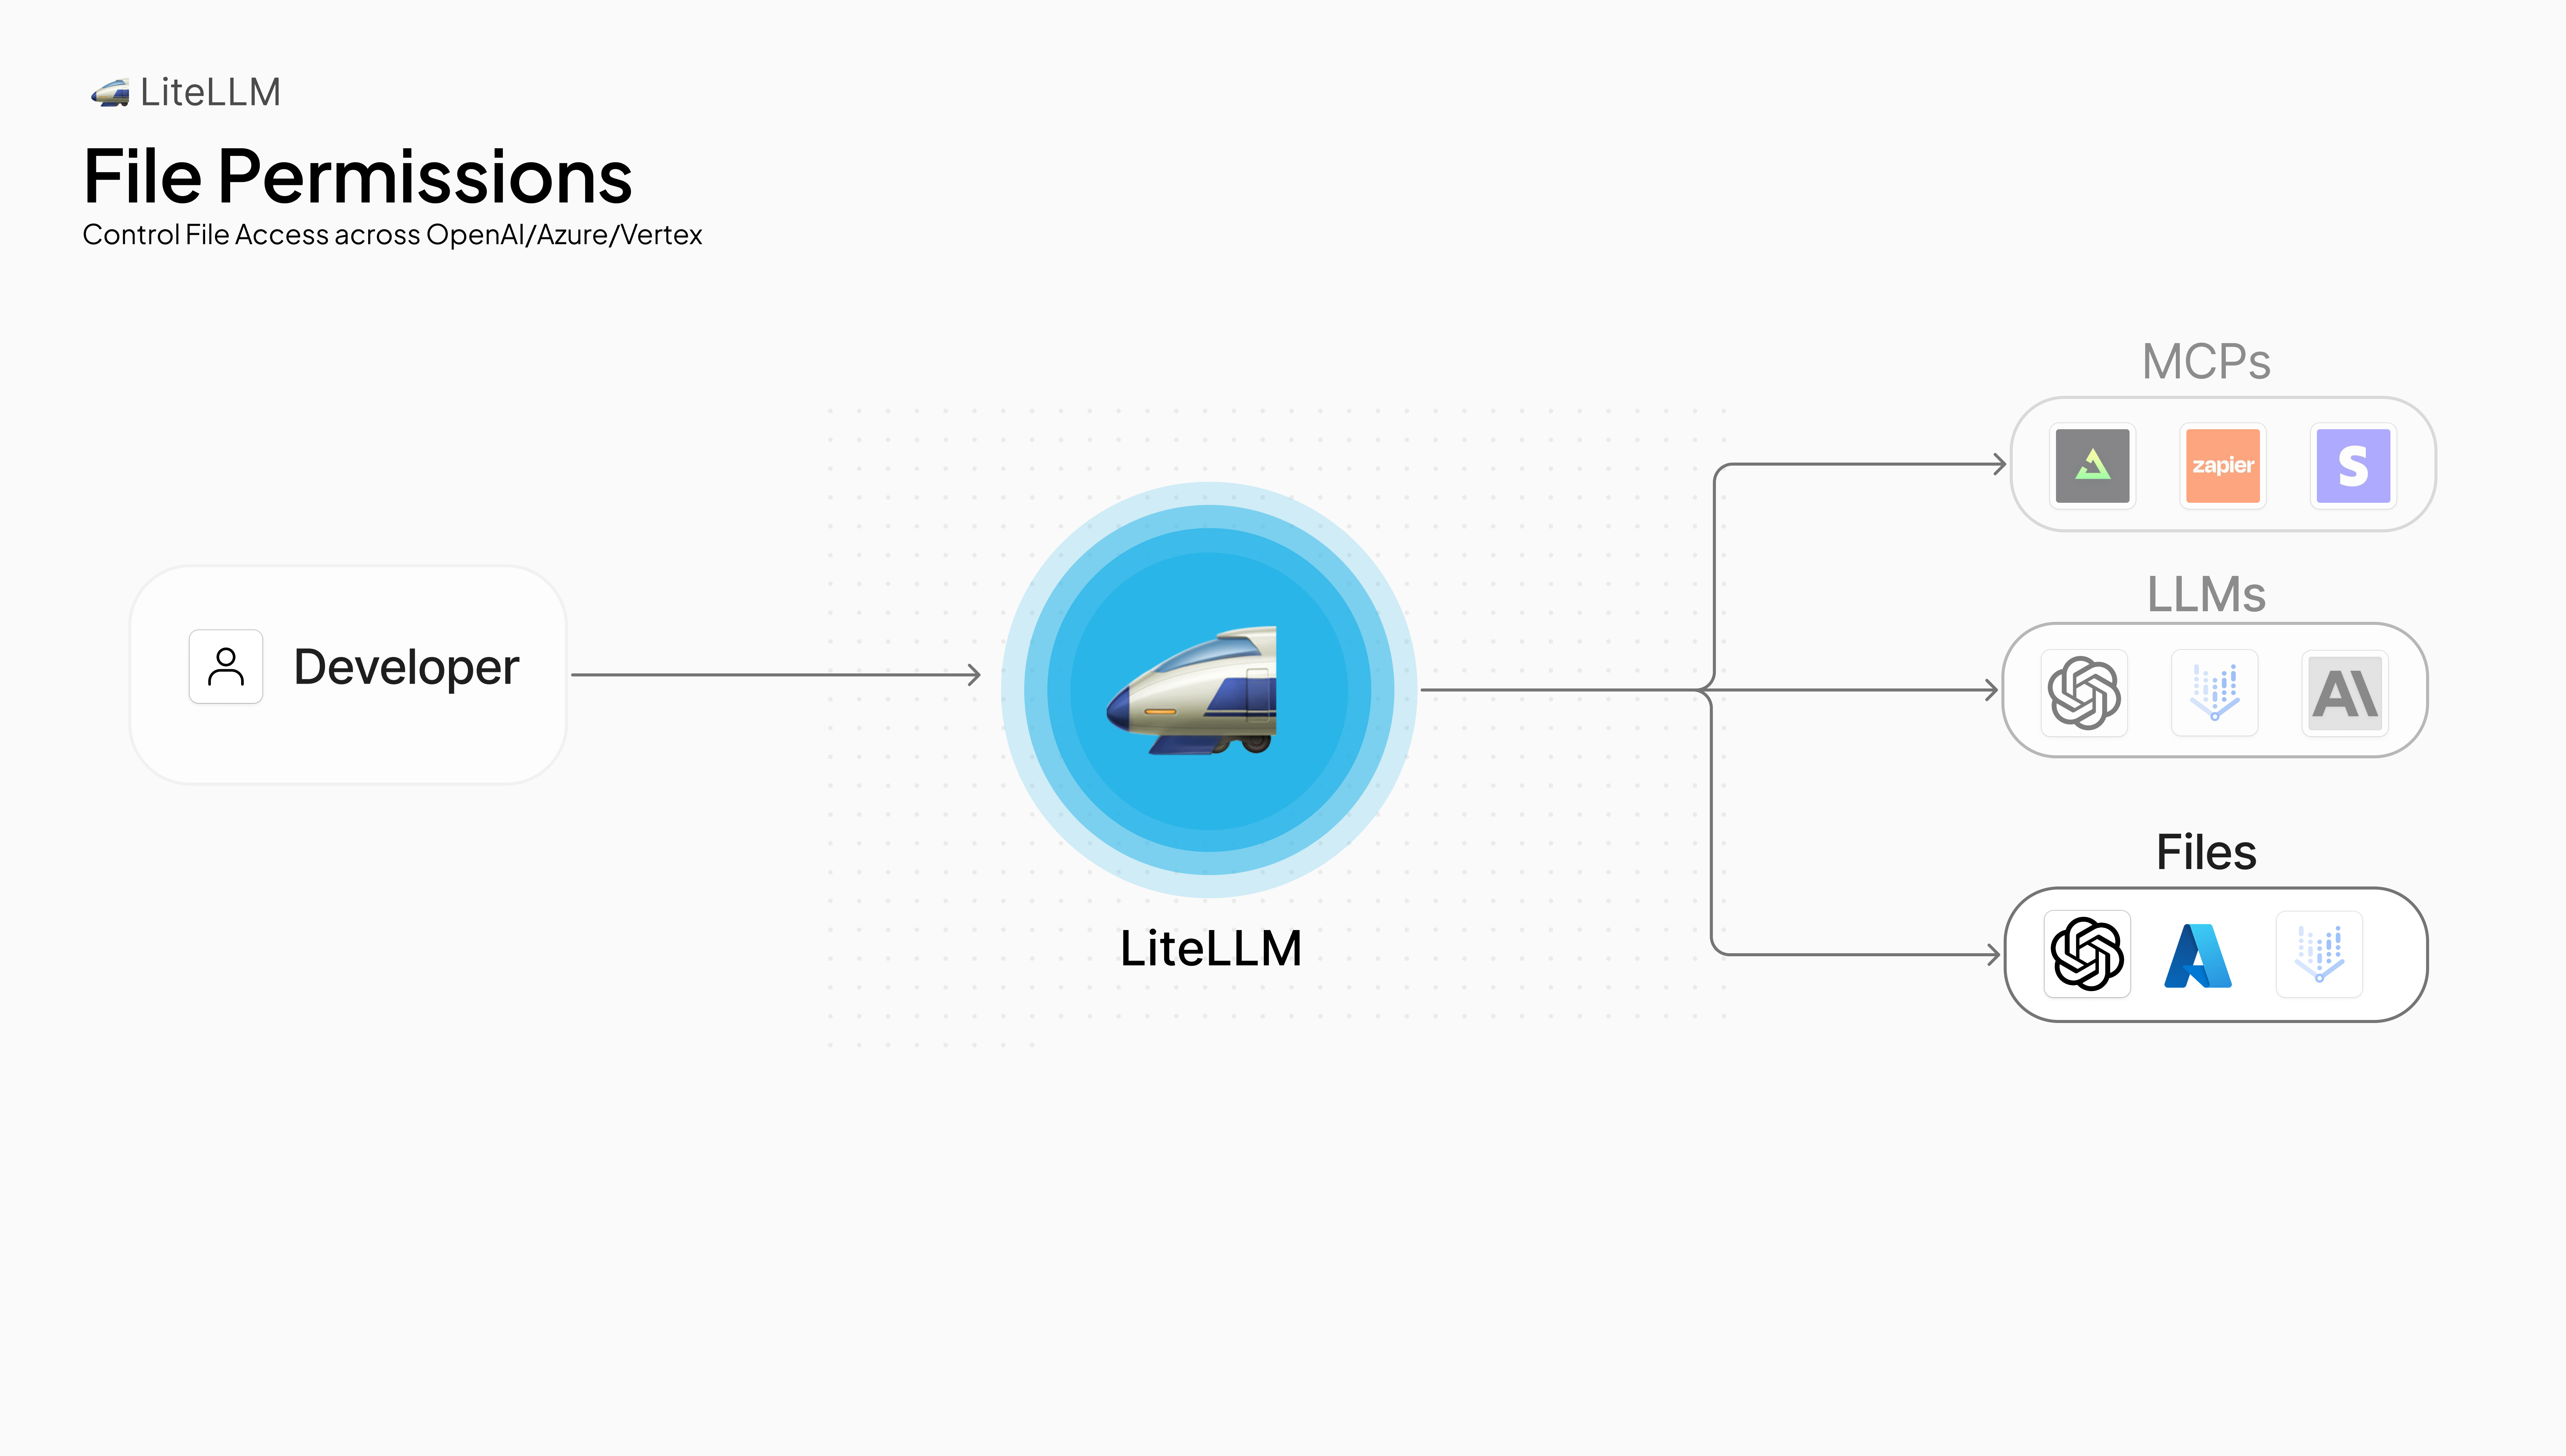 LiteLLM
File Permissions
Control File Access across OpenAI/Azure/Vertex
Developer
LiteLLM
MCPs
zapier
S
LLMs
A\
Files